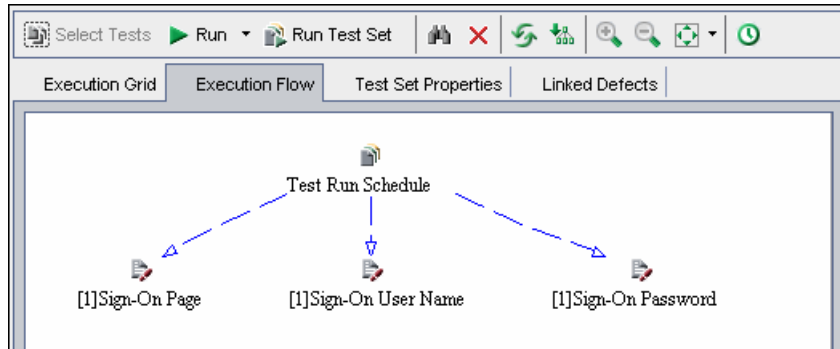 Select Tests Run Run Test Set
Execution Grid Execution Flow Test Set Properties Linked Defects
Test Run Schedule
[1]Sign-On Page [1]Sign-On User Name [1]Sign-On Password